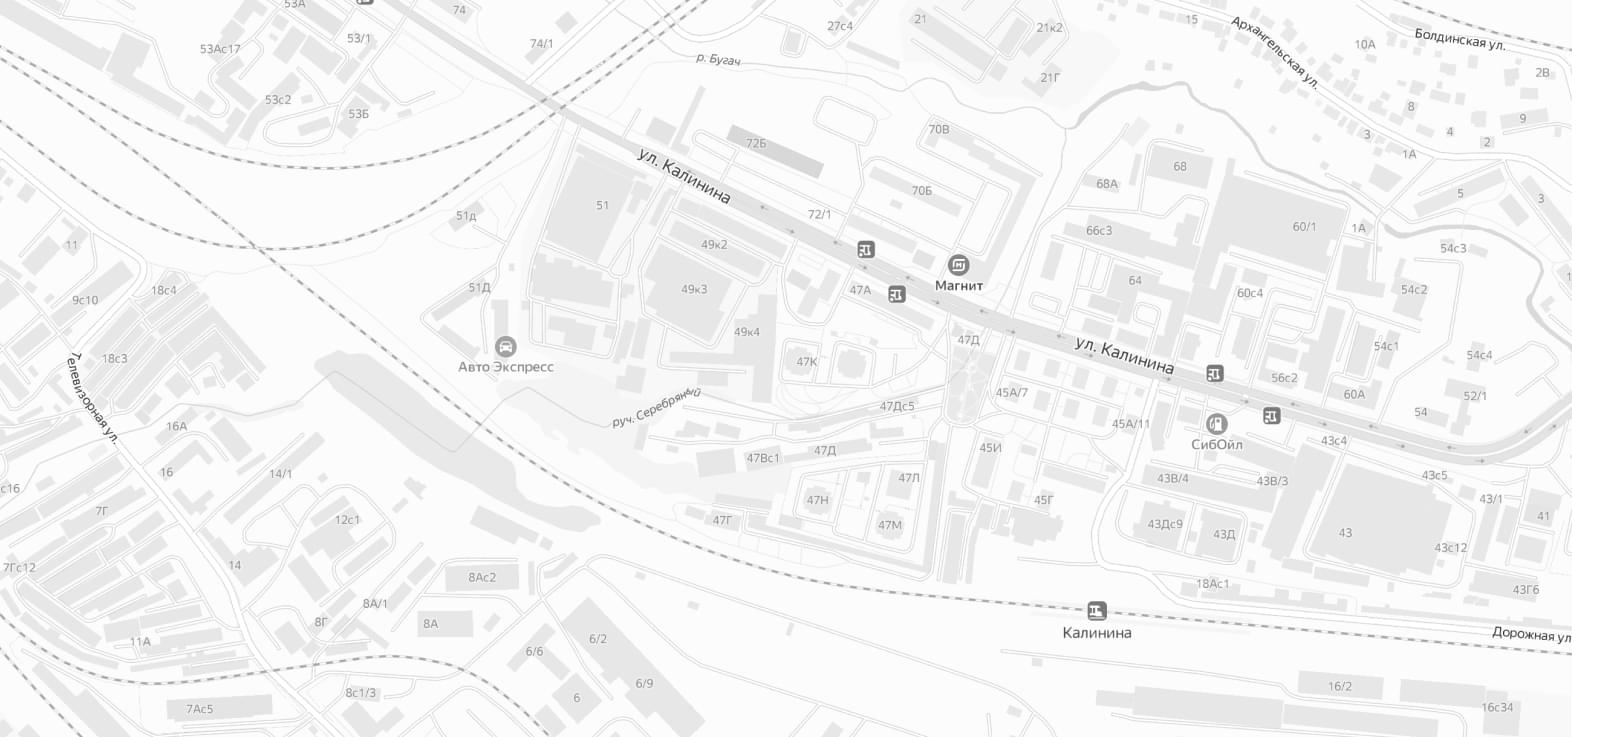 53А
74
27с4
21
21к2
15
Архангельская ул.
Болдинская ул.
53Ас17
53/1
74/1
10А
р. Бугач
21Г
2В
53с2
53Б
8
9
72Б
70В
3
4
2
1А
ул. Калинина
68
51
68А
70Б
5
3
51д
72/1
66с3
60/1
1А
11
49к2
54с3
Магнит
64
9с10
18с4
51Д
49к3
47А
60с4
54с2
49к4
47Д
ул. Калинина
54с1
54с4
18с3
Авто Экспресс
47К
56с2
Телевизорная ул.
руч. Серебряный
45А/7
60А
52/1
47Дс5
54
16А
45А/11
СибОйл
43с4
47Д
45И
16
14/1
47Вс1
47Л
43В/4
43В/3
43с5
с16
7Г
12с1
47Г
47Н
47М
45Г
43Дс9
43Д
43
43/1
41
43с12
7Гс12
14
8Ас2
18Ас1
43Г6
8А/1
8Г
8А
Калинина
Дорожная ул
11А
6/6
6/2
8с1/3
6
6/9
16/2
7Ас5
16с34